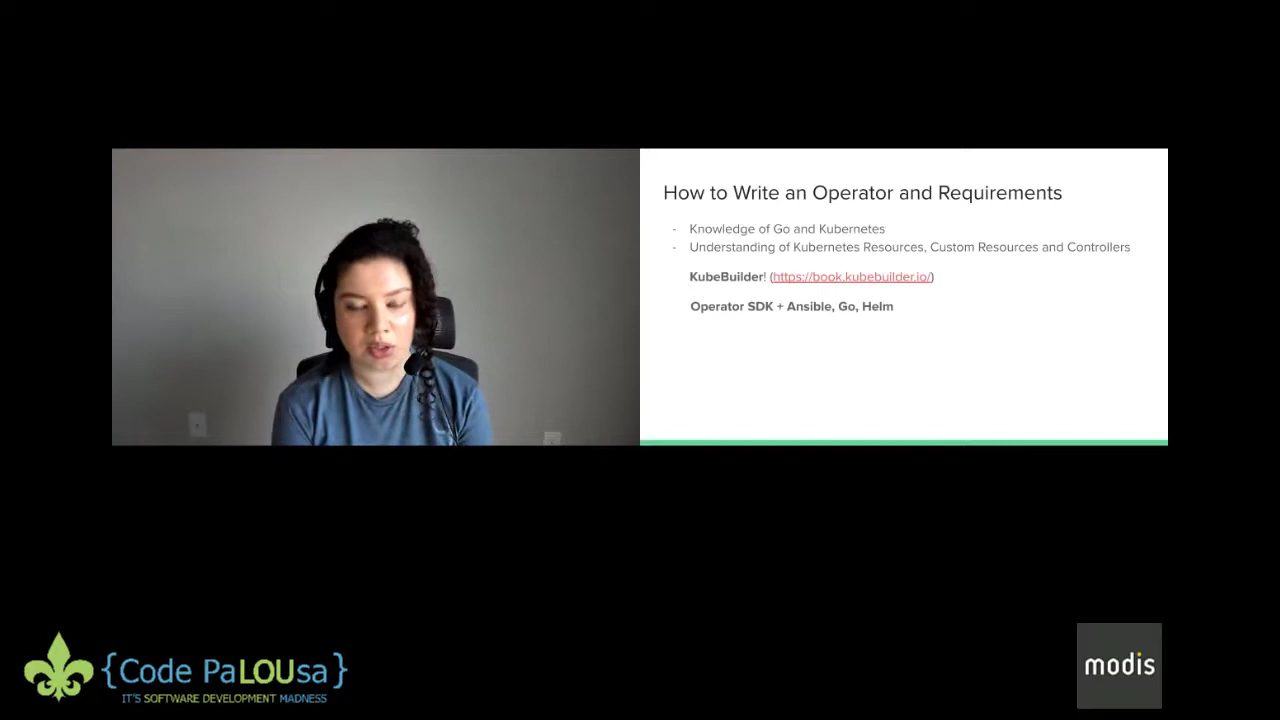 How to Write an Operator and Requirements
- Knowledge of Go and Kubernetes
- Understanding of Kubernetes Resources, Custom Resources and Controllers
KubeBuilder! (https://book.kubebuilder.io/)
Operator SDK + Ansible, Go, Helm
{Code PaLOUsa}
IT'S SOFTWARE DEVELOPMENT MADNESS
modis